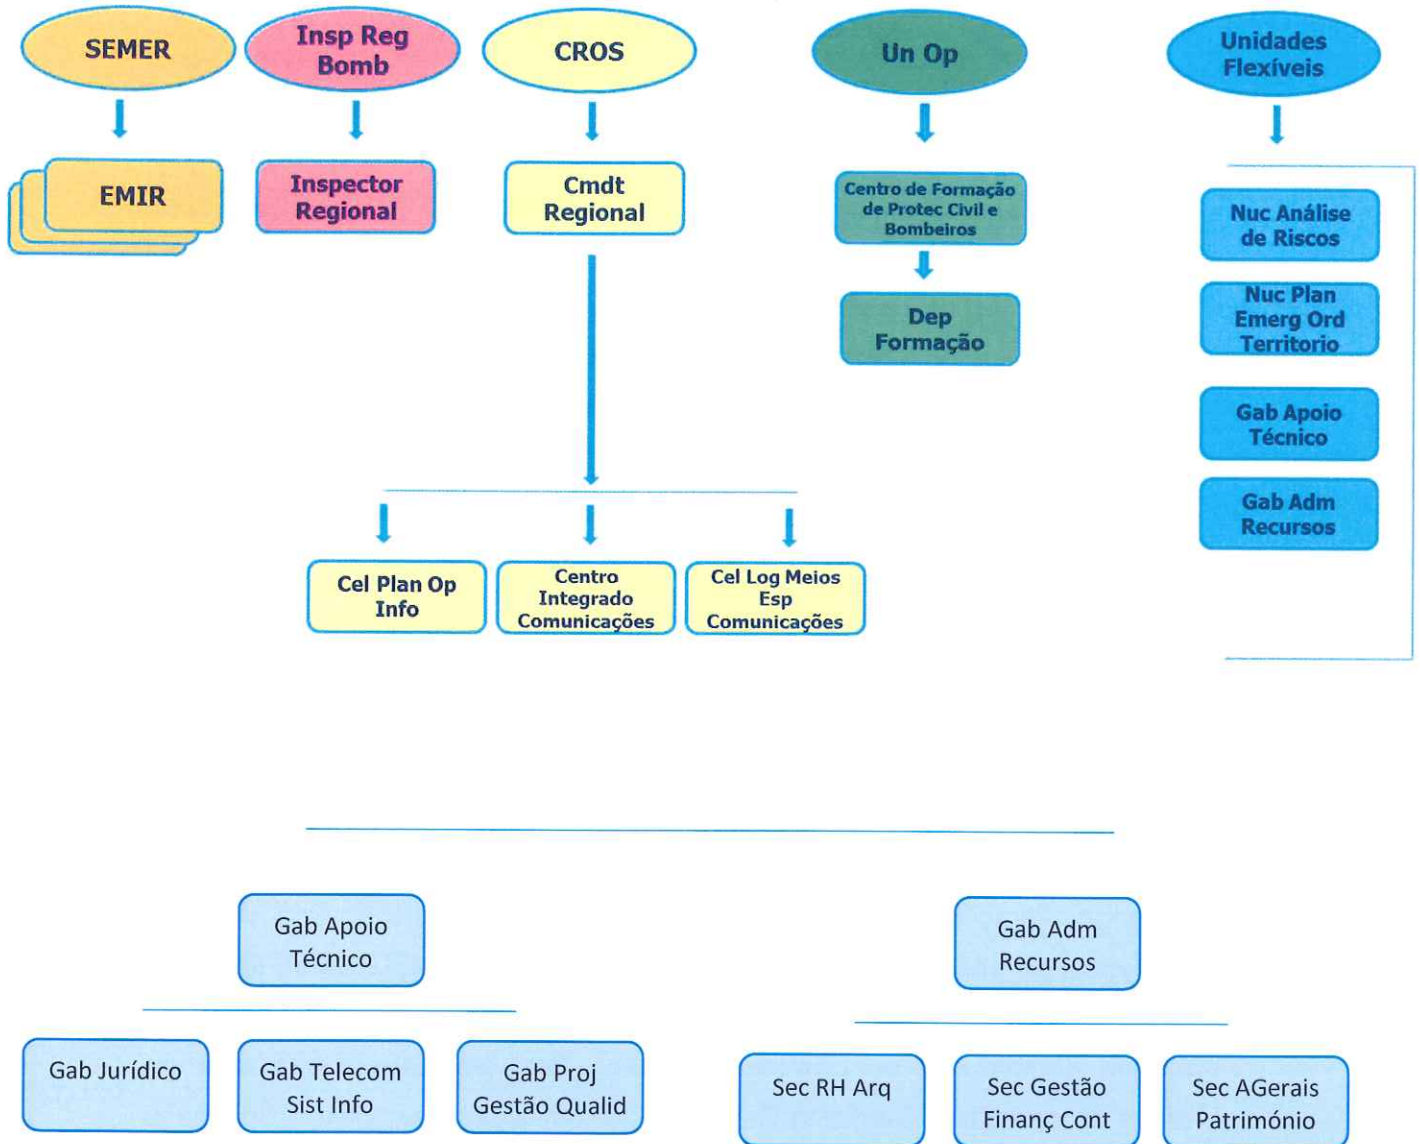 SEMER
Insp Reg
Bomb
CROS
Un Op
Unidades
Flexíveis
EMIR
Inspector
Regional
Cmdt
Regional
Centro de Formação
de Protec Civil e
Bombeiros
Dep
Formação
Nuc Análise
de Riscos
Nuc Plan
Emerg Ord
Territorio
Gab Apoio
Técnico
Gab Adm
Recursos
Cel Plan Op
Info
Centro
Integrado
Comunicações
Cel Log Meios
Esp
Comunicações
Gab Apoio
Técnico
Gab Adm
Recursos
Gab Jurídico
Gab Telecom
Sist Info
Gab Proj
Gestão Qualid
Sec RH Arq
Sec Gestão
Finanç Cont
Sec AGerais
Património